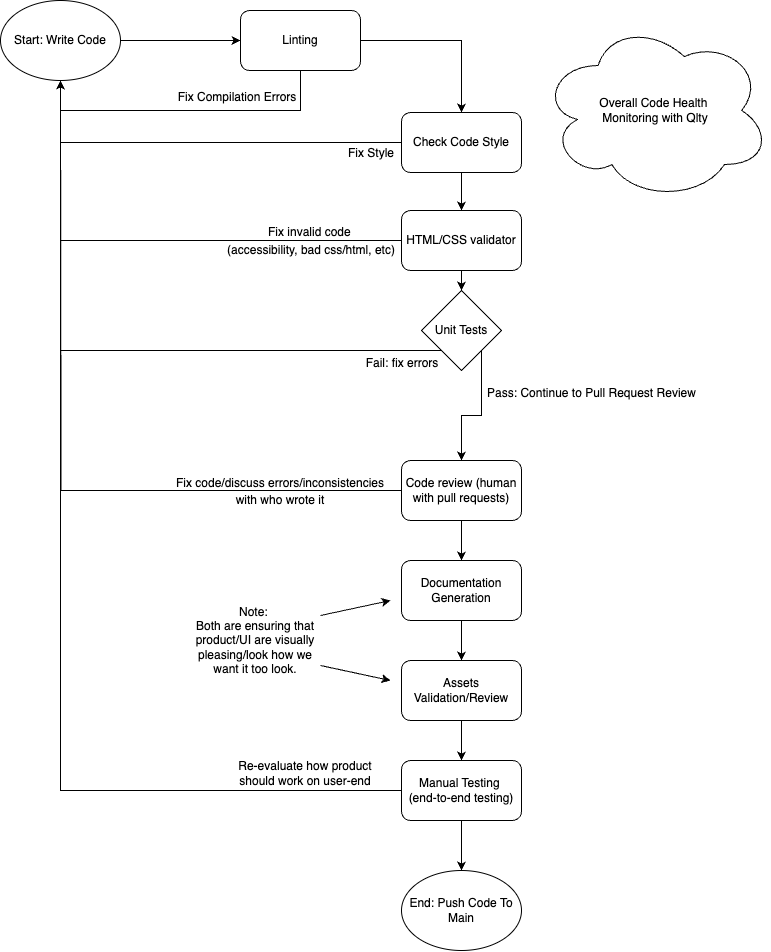 Start: Write Code
Linting
Overall Code Health
Monitoring with Qlty
Fix Compilation Errors
Check Code Style
Fix Style
Fix invalid code
(accessibility, bad css/html, etc)
HTML/CSS validator
Unit Tests
Fail: fix errors
Pass: Continue to Pull Request Review
Fix code/discuss errors/inconsistencies
with who wrote it
Code review (human
with pull requests)
Documentation
Generation
Note:
Both are ensuring that
product/UI are visually
pleasing/look how we
want it too look.
Assets
Validation/Review
Re-evaluate how product
should work on user-end
Manual Testing
(end-to-end testing)
End: Push Code To
Main